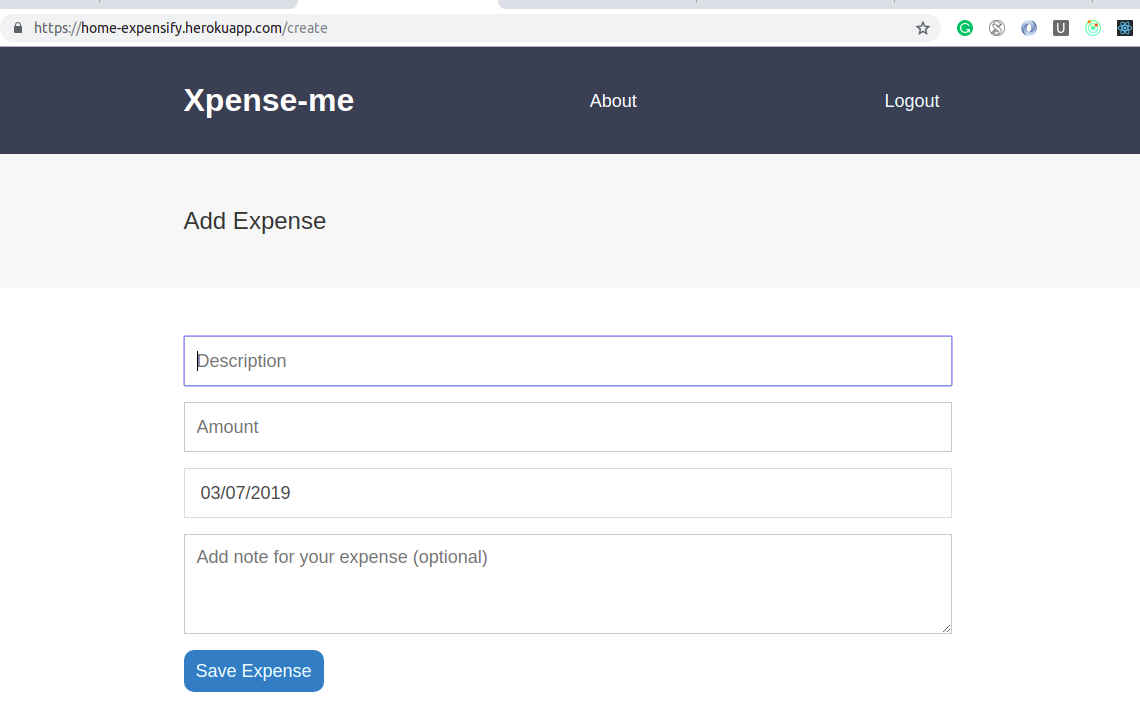 https://home-expensify.herokuapp.com/create
U
Xpense-me
About
Logout
Add Expense
Description
Amount
03/07/2019
Add note for your expense (optional)
Save Expense